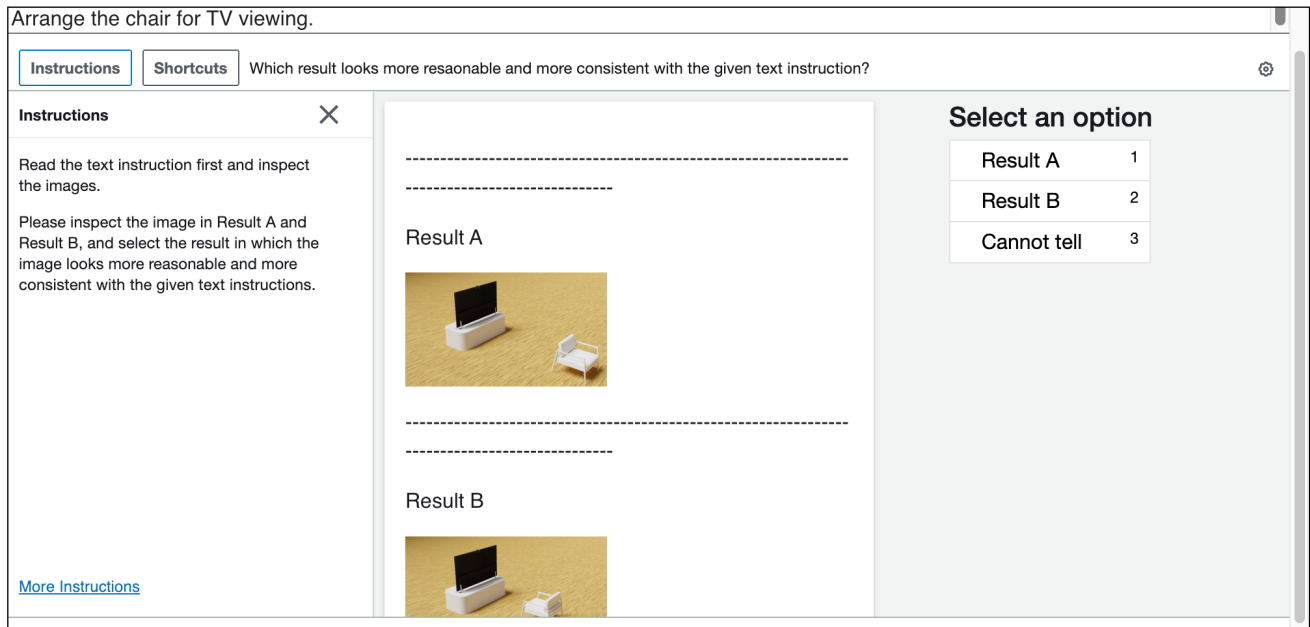 Arrange the chair for TV viewing.
Instructions
Shortcuts
Which result looks more resaonable and more consistent with the given text instruction?
Instructions
Read the text instruction first and inspect
the images.
Please inspect the image in Result A and
Result B, and select the result in which the
image looks more reasonable and more
consistent with the given text instructions.
More Instructions
----------------------------------------------------------------
------------------------------
Result A
----------------------------------------------------------------
------------------------------
Result B
Select an option
Result A 1
Result B 2
Cannot tell 3